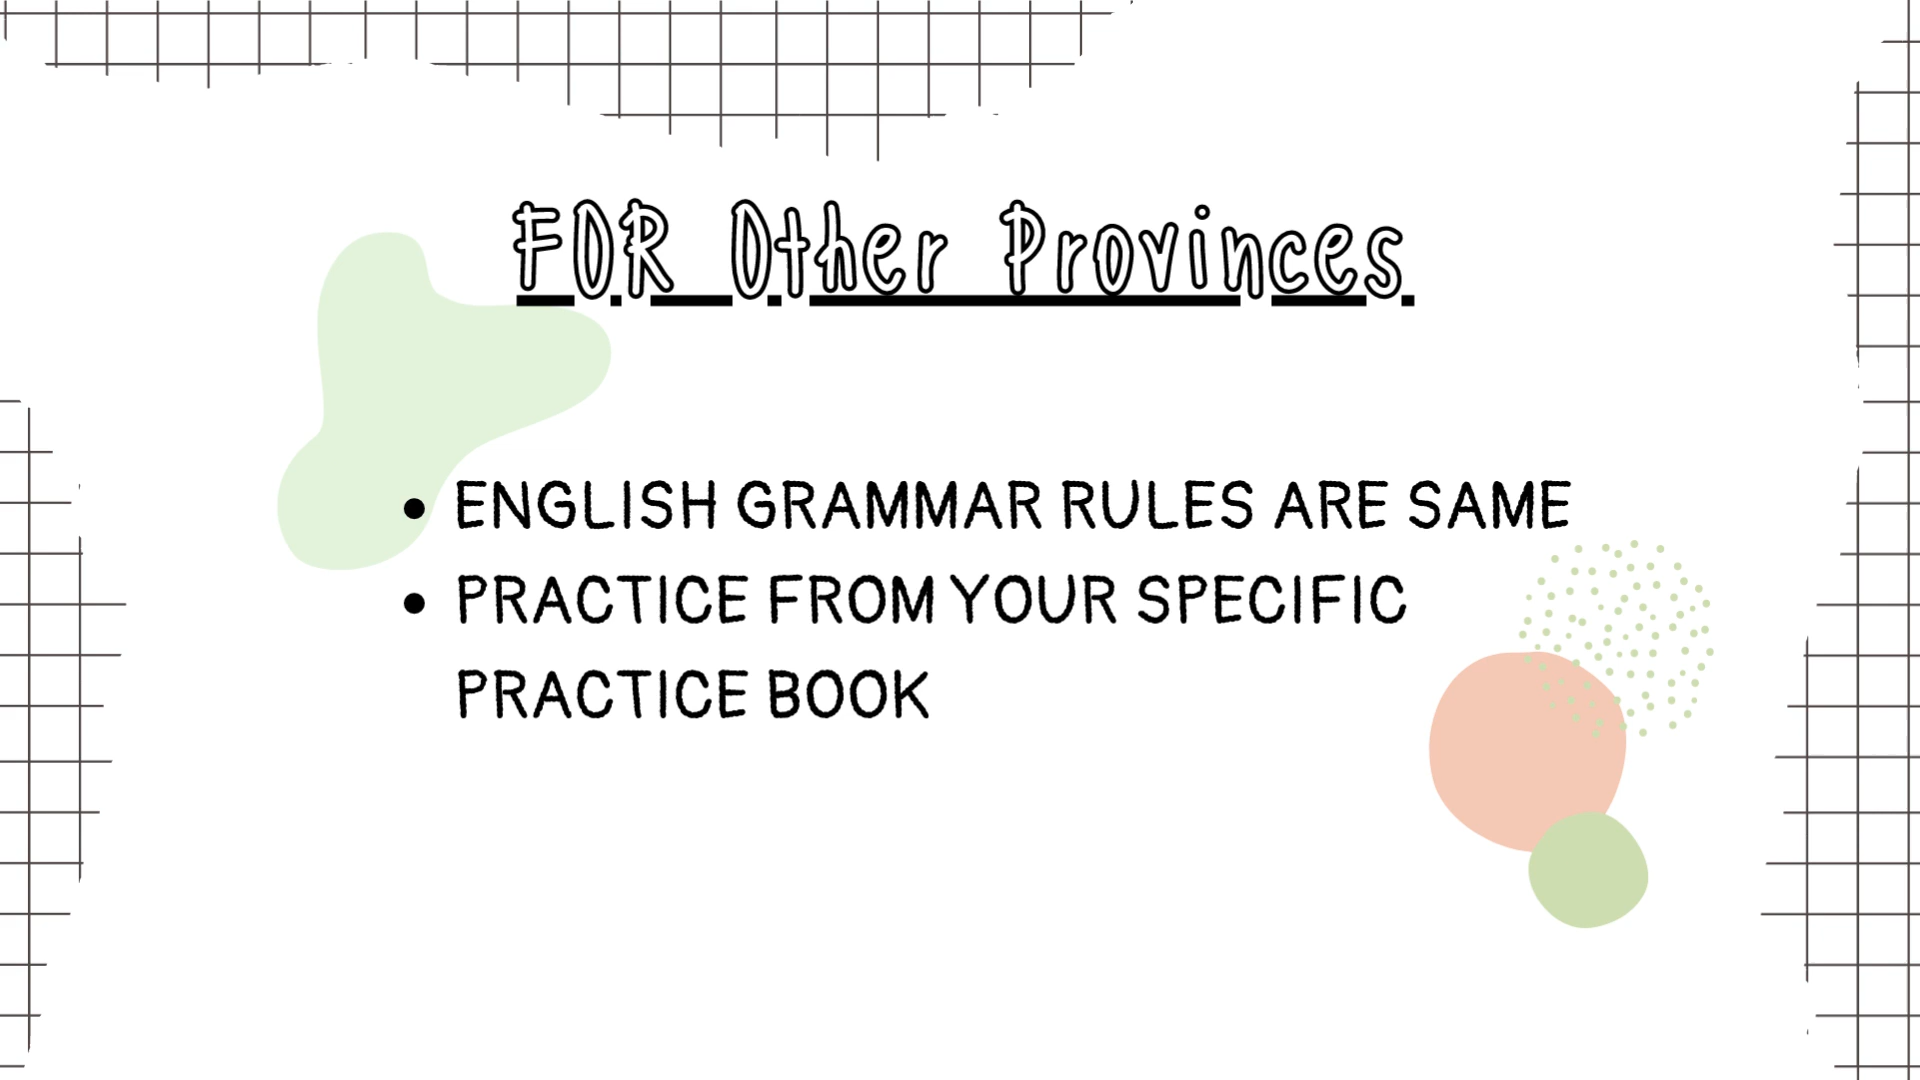 FOR Other Provinces
• ENGLISH GRAMMAR RULES ARE SAME
• PRACTICE FROM YOUR SPECIFIC
PRACTICE BOOK